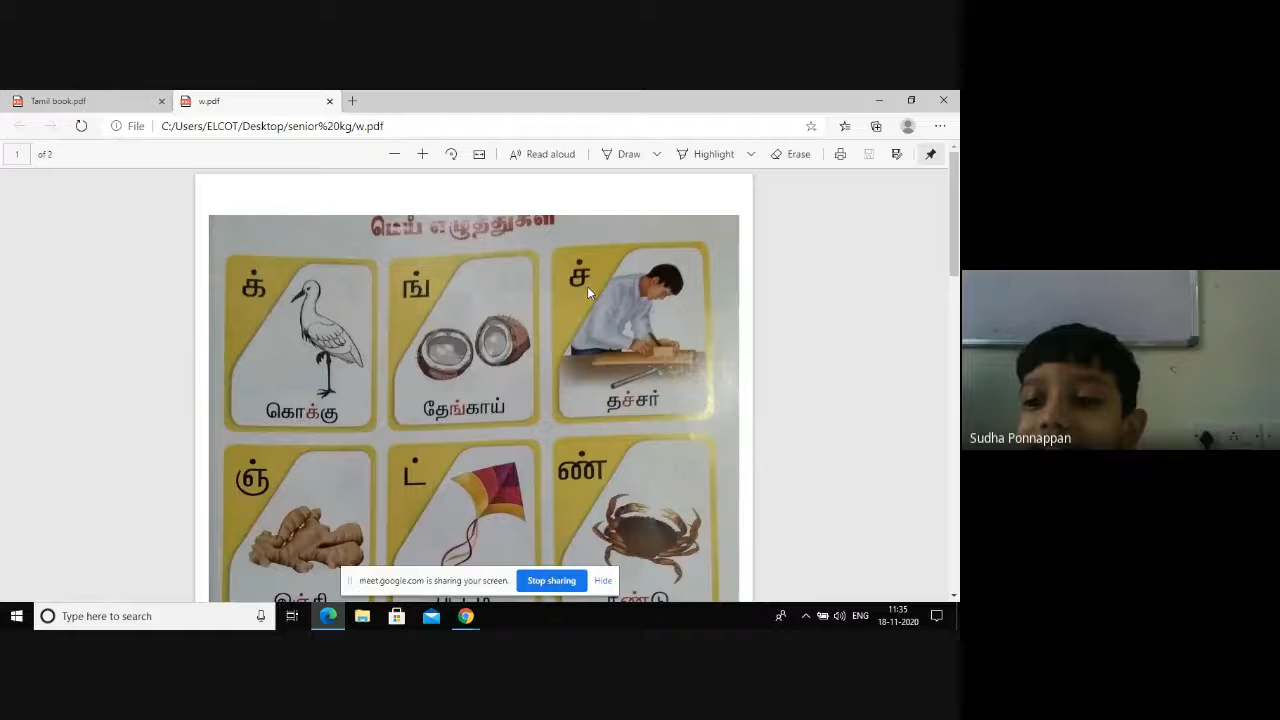 Tamil book.pdf
w.pdf
File C:/Users/ELCOT/Desktop/senior%20kg/w.pdf
1 of 2 Read aloud Draw Highlight Erase
மெய் எழுத்துகள்
க் ங் ச்
கொக்கு தேங்காய் தச்சர்
ஞ் ட் ண்
meet.google.com is sharing your screen. Stop sharing Hide
Type here to search
ENG
11:35
18-11-2020
Sudha Ponnappan